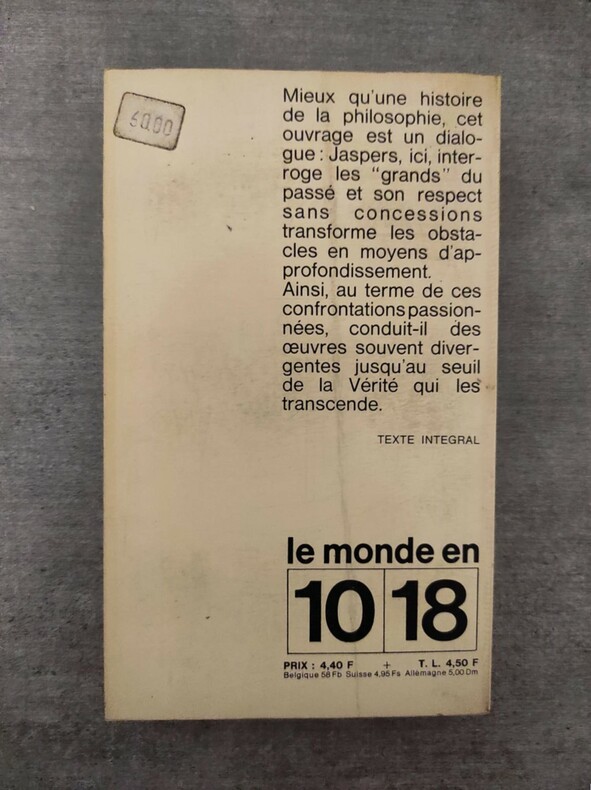 60.00
Mieux qu'une histoire
de la philosophie, cet
ouvrage est un dialo-
gue : Jaspers, ici, inter-
roge les "grands" du
passé et son respect
sans concessions
transforme les obsta-
cles en moyens d'ap-
profondissement.
Ainsi, au terme de ces
confrontations passion-
nées, conduit-il des
œuvres souvent diver-
gentes jusqu'au seuil
de la Vérité qui les
transcende.
TEXTE INTEGRAL
le monde en
10 18
PRIX : 4,40 F + T. L. 4,50 F
Belgique 58 Fb Suisse 4,95 Fs Allemagne 5,00 Dm